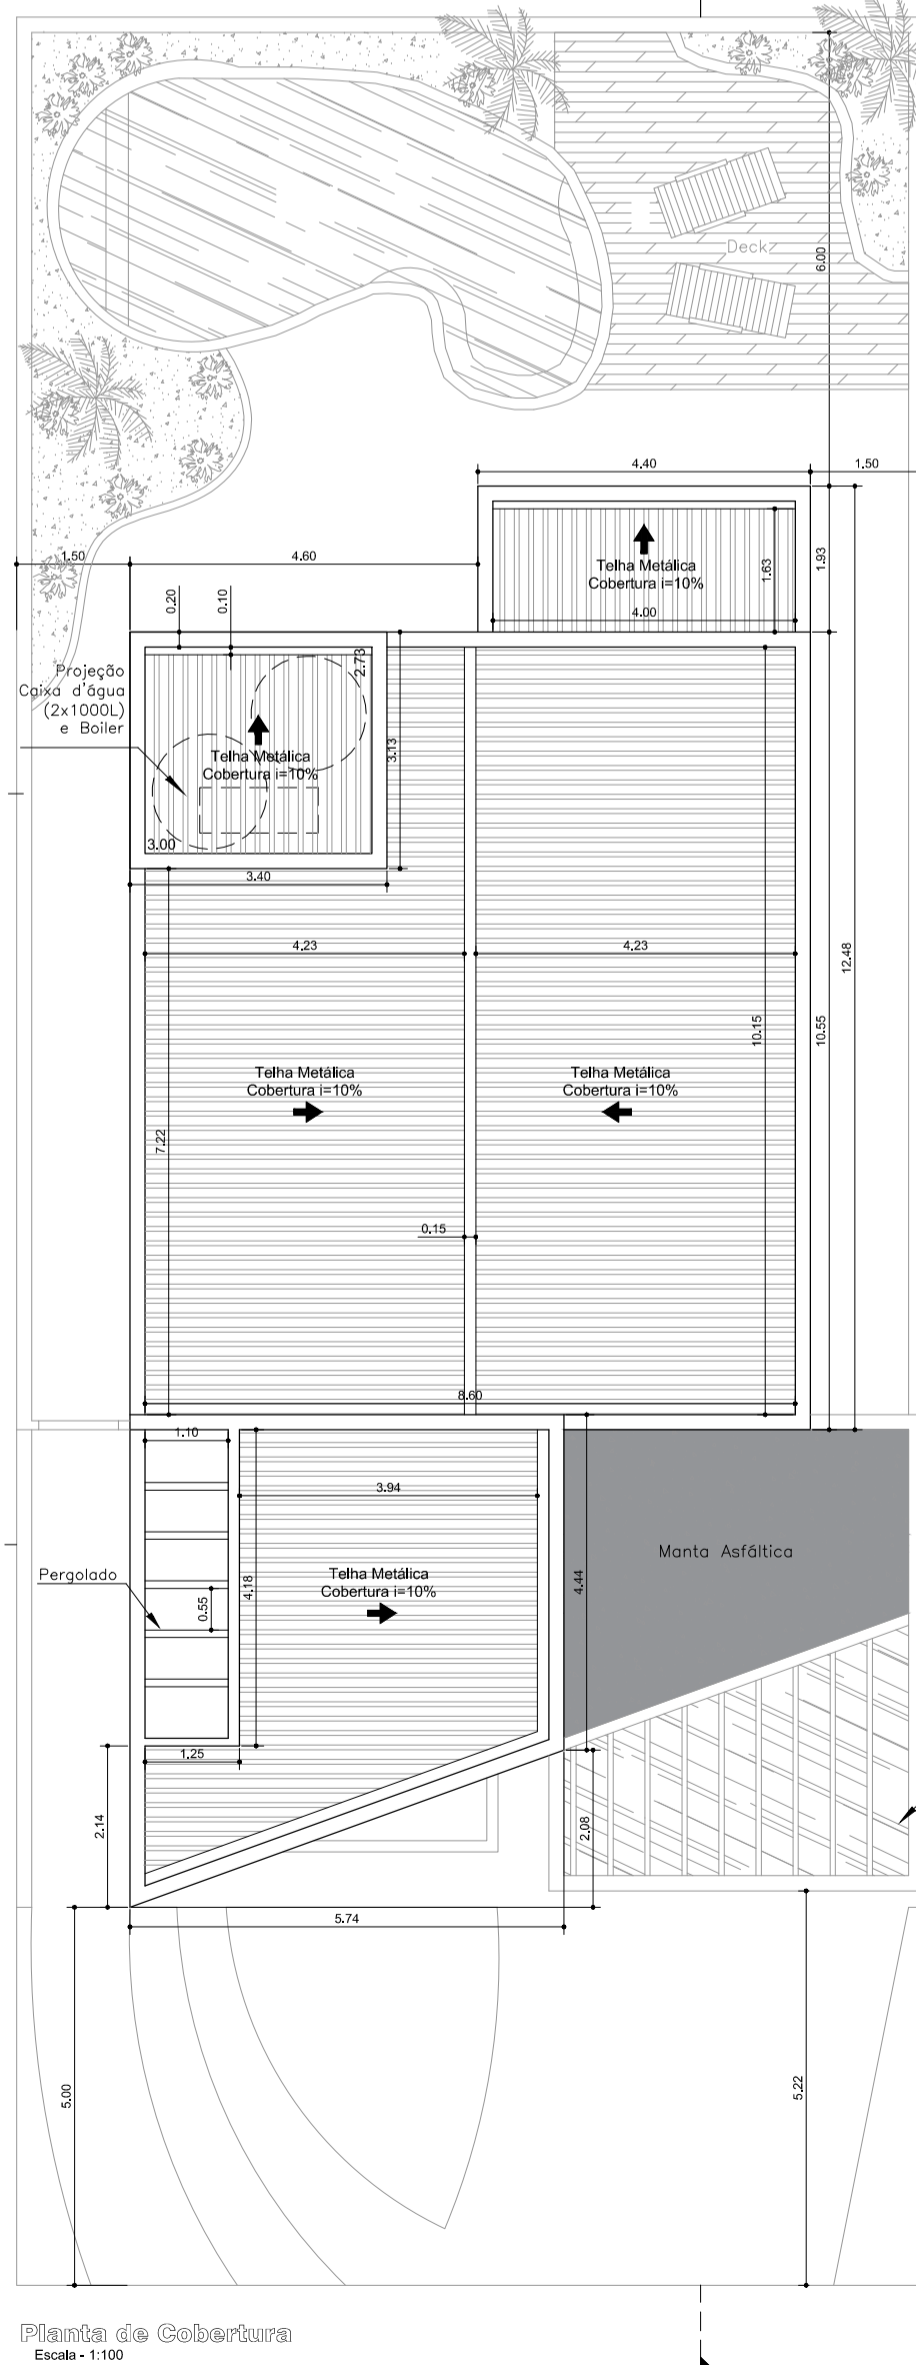 6.00
Deck
4.40
1.50
1.50
4.60
1.63
1.93
Telha Metálica
Cobertura i=10%
4.00
0.20
0.10
2.73
Projeção
Caixa d'água
(2x1000L)
e Boiler
3.13
Telha Metálica
Cobertura i=10%
3.00
3.40
4.23
4.23
12.48
10.15
10.55
Telha Metálica
Cobertura i=10%
Telha Metálica
Cobertura i=10%
7.22
0.15
8.60
1.10
3.94
Manta Asfáltica
Pergolado
Telha Metálica
Cobertura i=10%
4.18
4.44
0.55
1.25
2.14
2.08
5.74
5.00
5.22
Planta de Cobertura
Escala - 1:100